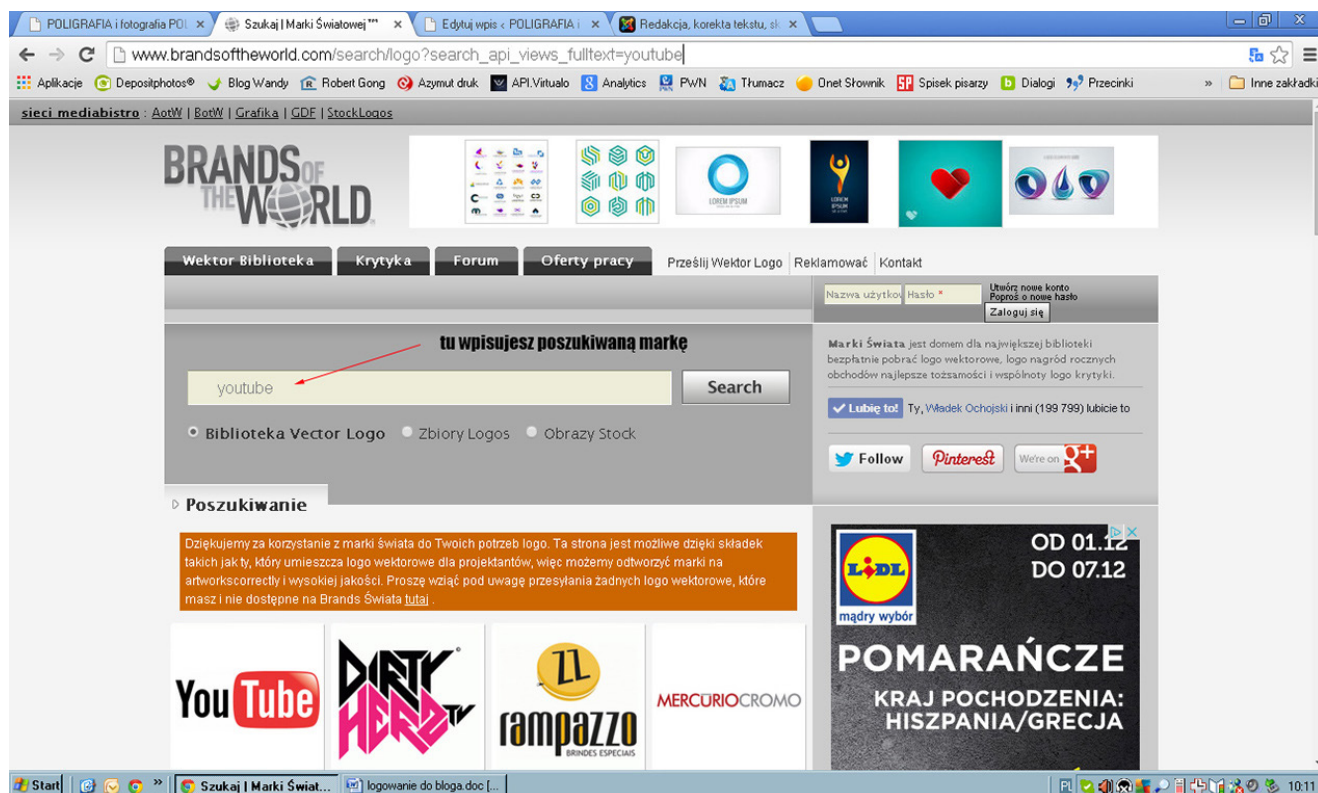 POLIGRAFIA i fotografia POL
Szukaj | Marki Światowej™
Edytuj wpis < POLIGRAFIA i
Redakcja, korekta tekstu, sk
www.brandsoftheworld.com/search/logo?search_api_views_fulltext=youtube
Aplikacje Depositphotos® Blog Wandy Robert Gong Azymut druk API.Virtualo Analytics PWN Tłumacz Onet Słownik Spisek pisarzy Dialogi Przecinki » Inne zakładki
sieci mediabistro : AotW | BotW | Grafika | GDF | StockLogos
BRANDS OF
THE WORLD
LOREM IPSUM
LOREM
IPSUM
Wektor Biblioteka Krytyka Forum Oferty pracy Prześlij Wektor Logo Reklamować Kontakt
Nazwa użytkov Hasło *
Utwórz nowe konto
Poproś o nowe hasło
Zaloguj się
tu wpisujesz poszukiwaną markę
youtube
Search
Biblioteka Vector Logo Zbiory Logos Obrazy Stock
Marki Świata jest domem dla największej biblioteki
bezpłatnie pobrać logo wektorowe, logo nagród rocznych
obchodów najlepsze tożsamości i wspólnoty logo krytyki.
Lubię to! Ty, Władek Ochojski i inni (199 799) lubicie to
Follow
Pinterest
We're on g+
Poszukiwanie
Dziękujemy za korzystanie z marki świata do Twoich potrzeb logo. Ta strona jest możliwe dzięki składek
takich jak ty, który umieszcza logo wektorowe dla projektantów, więc możemy odtworzyć marki na
artworkscorrectly i wysokiej jakości. Proszę wziąć pod uwagę przesyłania żadnych logo wektorowe, które
masz i nie dostępne na Brands Świata tutaj .
You Tube
DIRTY
HERZ
TV
ZZ
rampazzo
BRINDES ESPECIAIS
MERCURIOCROMO
LIDL
mądry wybór
OD 01.12
DO 07.12
POMARAŃCZE
KRAJ POCHODZENIA:
HISZPANIA/GRECJA
Start » Szukaj | Marki Świat... logowanie do bloga.doc [... PL 10:11